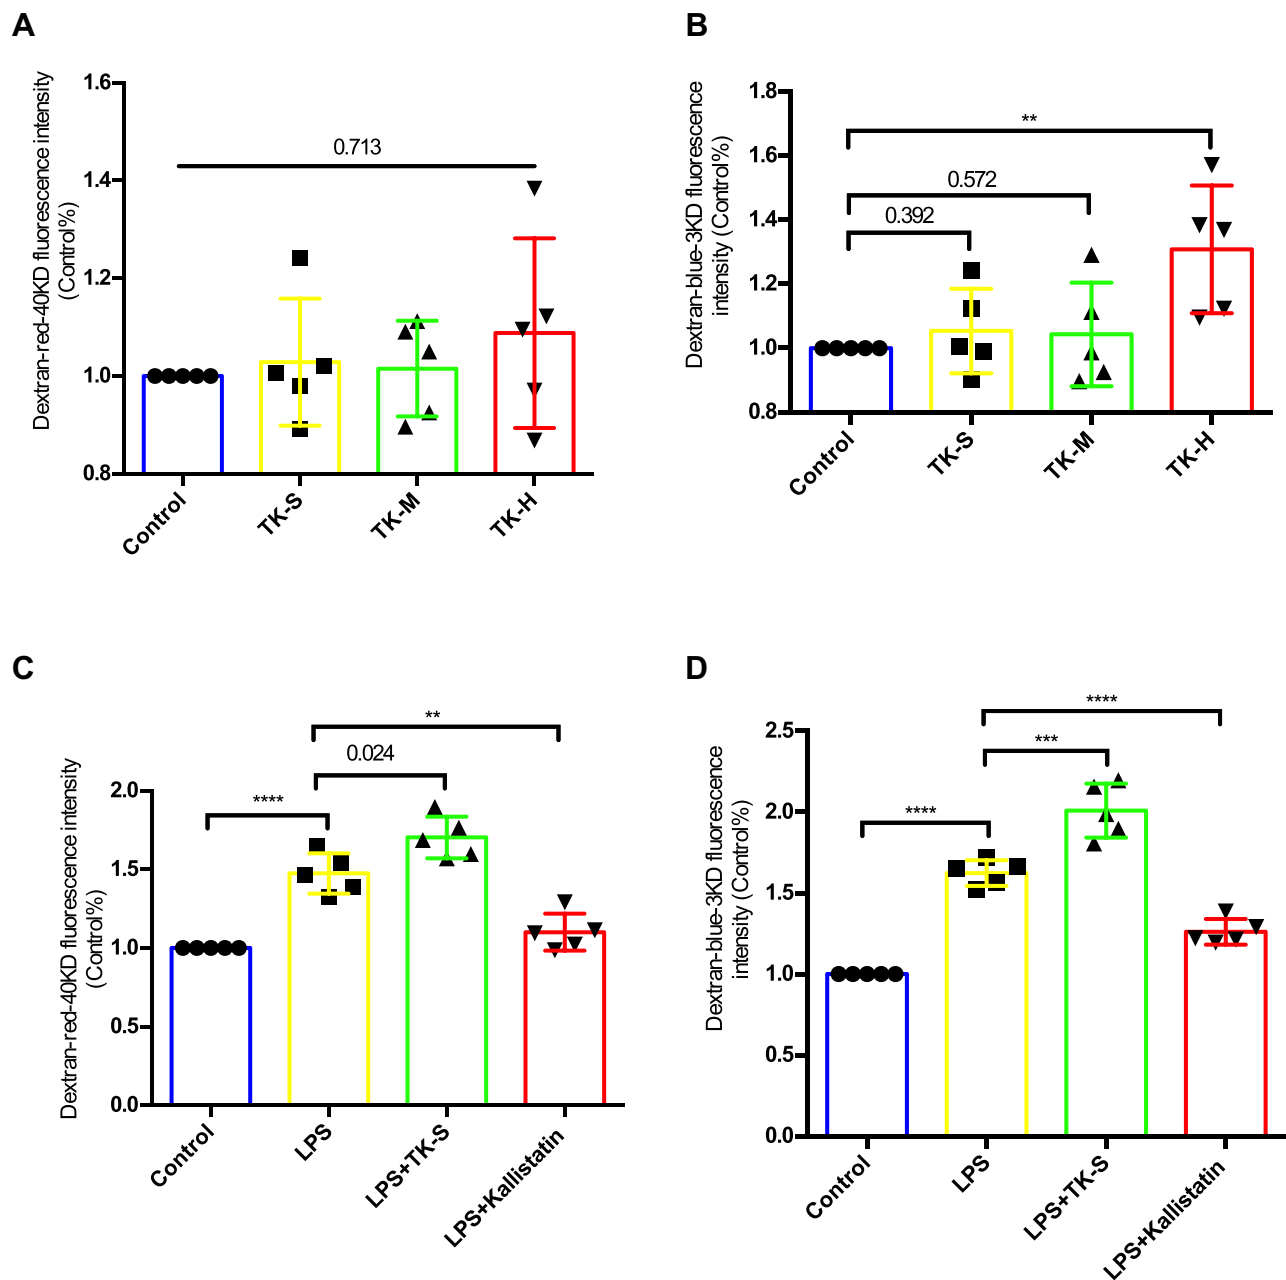 A
Dextran-red-40KD fluorescence intensity
(Control%)
1.6
1.4
1.2
1.0
0.8
0.713
Control
TK-S
TK-M
TK-H
B
Dextran-blue-3KD fluorescence
intensity (Control%)
1.8
1.6
1.4
1.2
1.0
0.8
**
0.572
0.392
Control
TK-S
TK-M
TK-H
C
Dextran-red-40KD fluorescence intensity
(Control%)
2.0
1.5
1.0
0.5
0.0
**
0.024
****
Control
LPS
LPS+TK-S
LPS+Kallistatin
D
Dextran-blue-3KD fluorescence
intensity (Control%)
2.5
2.0
1.5
1.0
0.5
0.0
****
***
****
Control
LPS
LPS+TK-S
LPS+Kallistatin